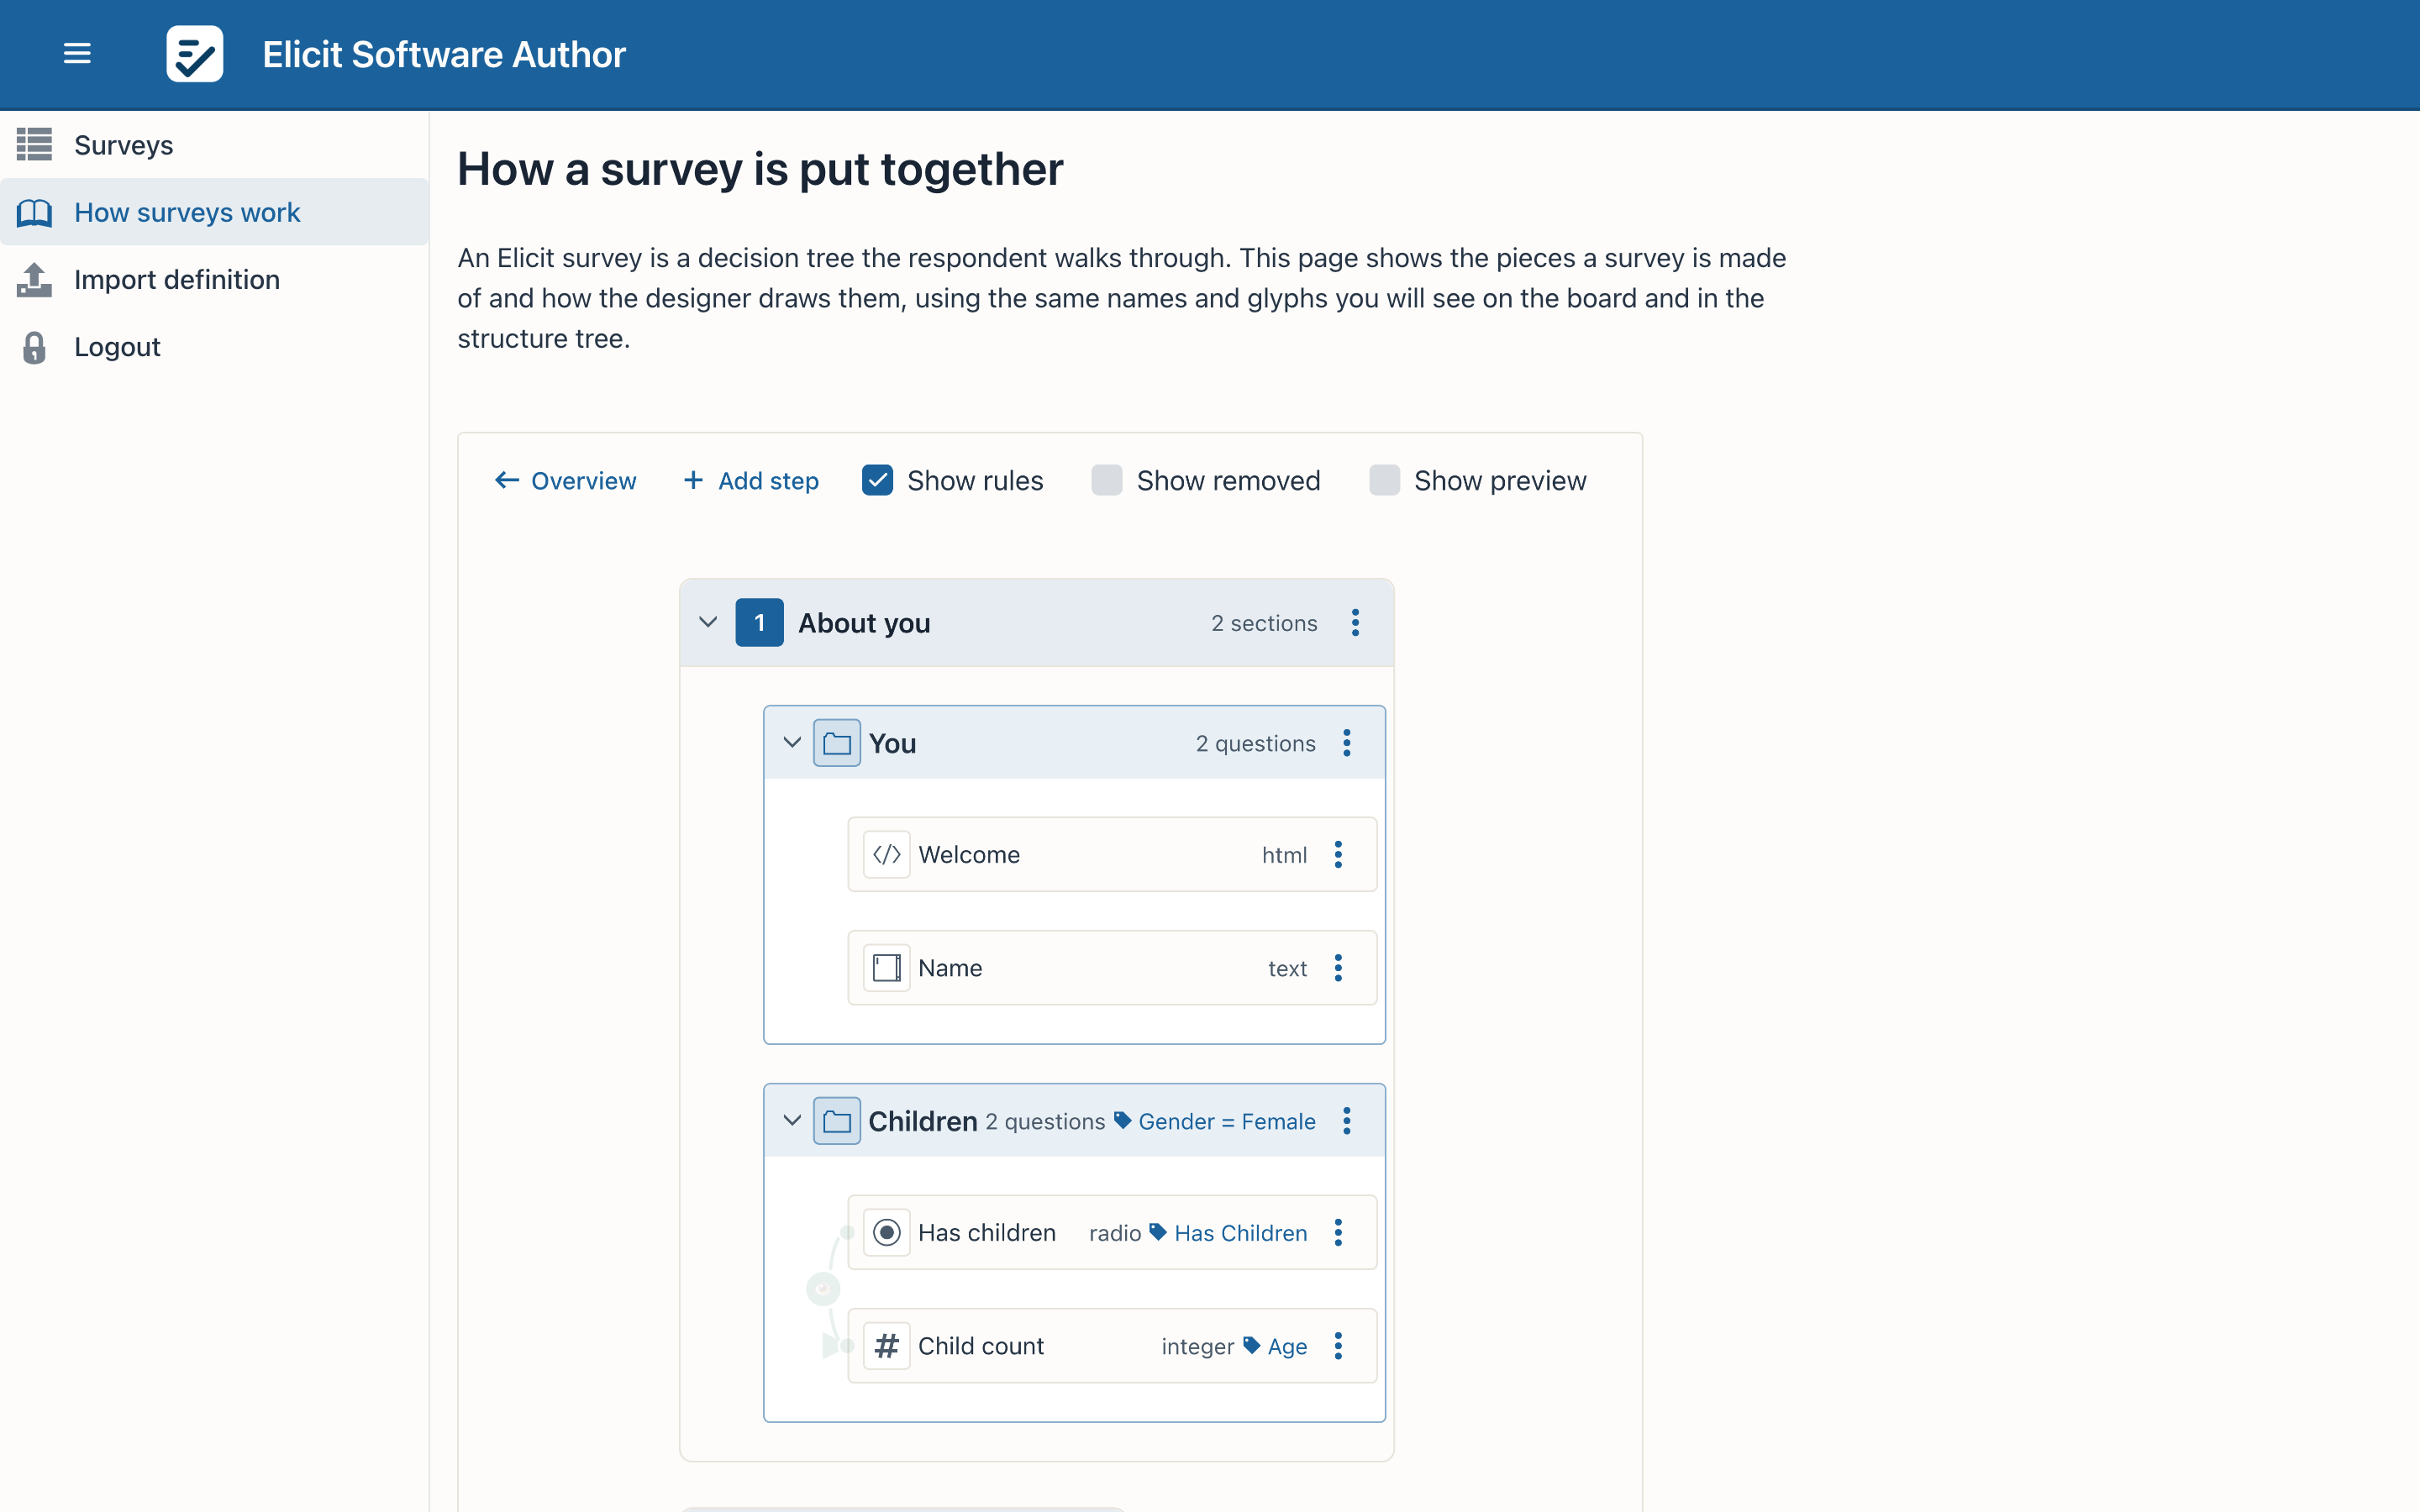 Elicit Software Author
Surveys
How surveys work
Import definition
Logout
How a survey is put together
An Elicit survey is a decision tree the respondent walks through. This page shows the pieces a survey is made
of and how the designer draws them, using the same names and glyphs you will see on the board and in the
structure tree.
Overview + Add step Show rules Show removed Show preview
1 About you 2 sections
You 2 questions
</> Welcome html
Name text
Children 2 questions Gender = Female
Has children radio Has Children
# Child count integer Age